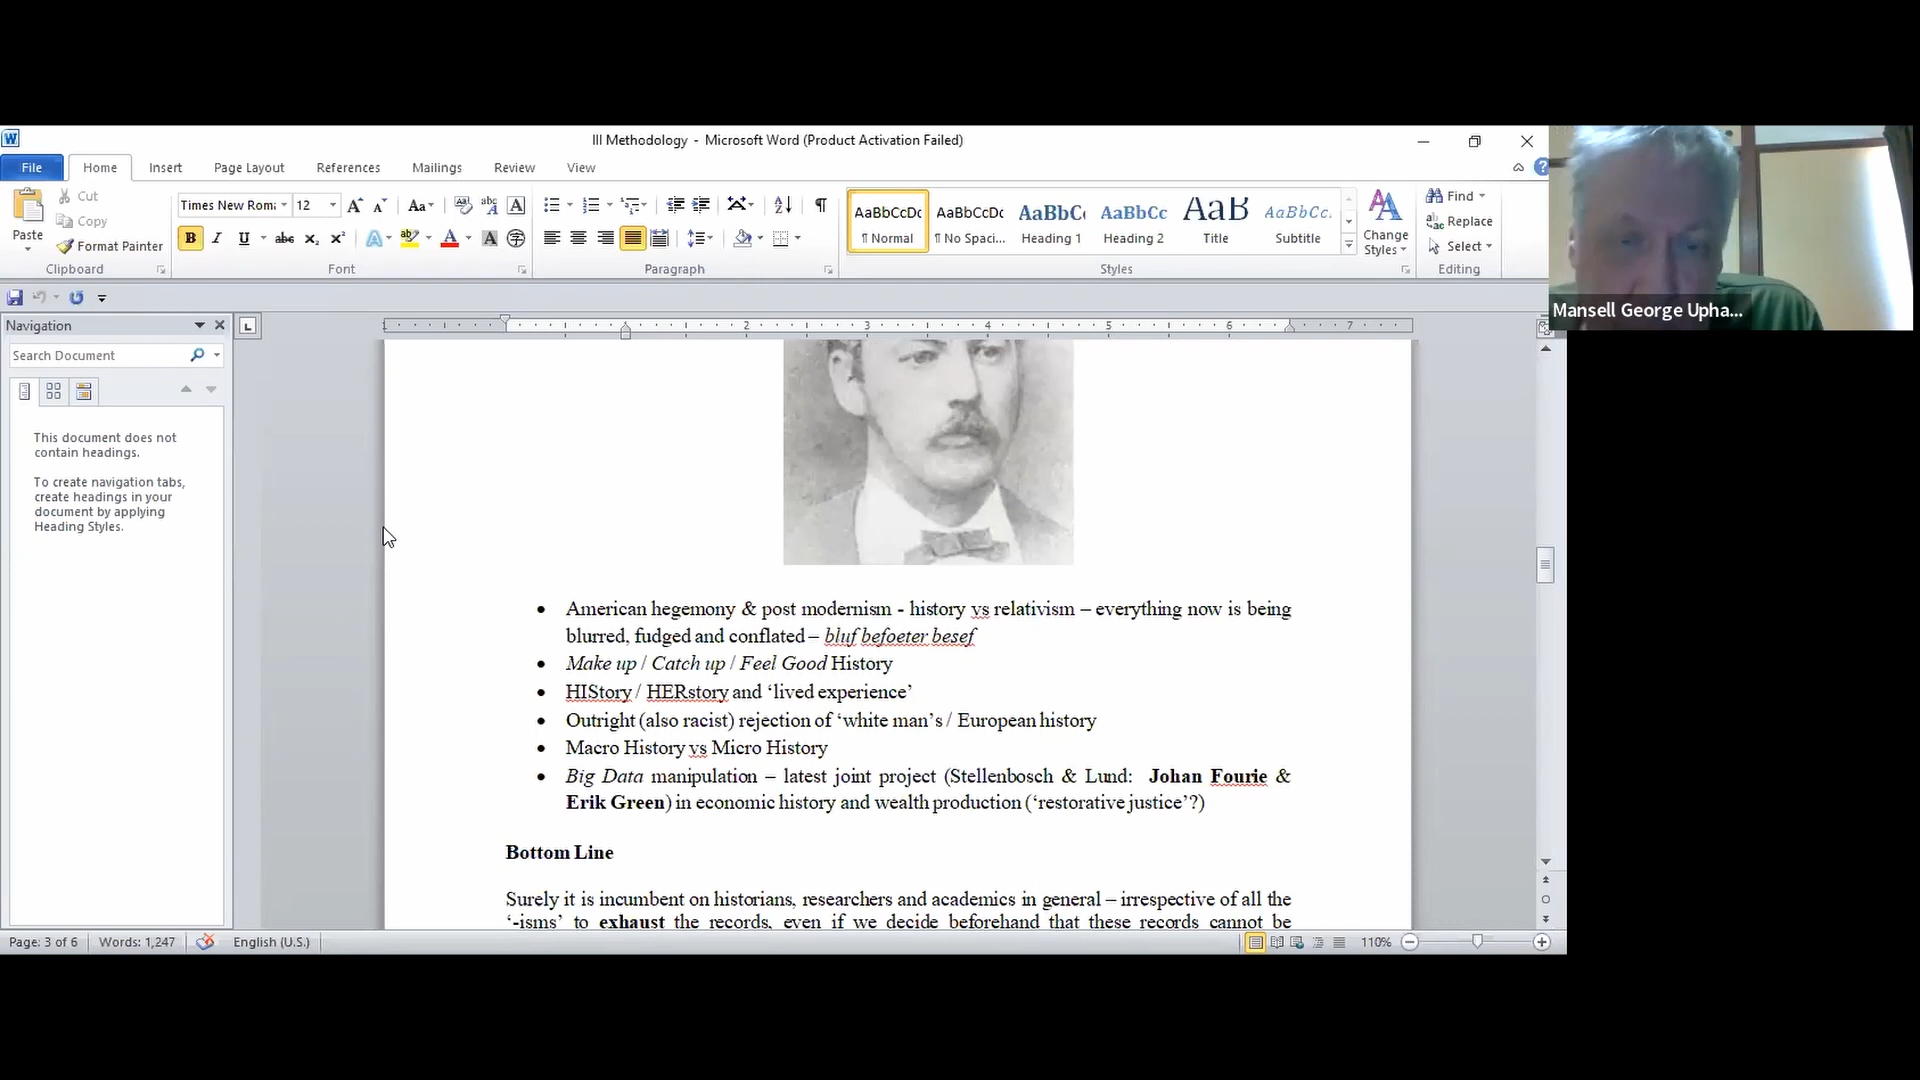 III Methodology - Microsoft Word (Product Activation Failed)
File Home Insert Page Layout References Mailings Review View
Paste
Cut
Copy
Format Painter
Clipboard
Times New Roma 12
Font
Paragraph
AaBbCcDc AaBbCcDc AaBbCc AaBbCc AaB AaBbCc.
¶ Normal ¶ No Spaci... Heading 1 Heading 2 Title Subtitle
Change
Styles
Styles
Find
Replace
Select
Editing
Mansell George Upha...
Navigation
Search Document
This document does not
contain headings.
To create navigation tabs,
create headings in your
document by applying
Heading Styles.
1 2 3 4 5 6 7
• American hegemony & post modernism - history vs relativism – everything now is being
blurred, fudged and conflated – bluf befoeter besef
• Make up / Catch up / Feel Good History
• HIStory / HERstory and ‘lived experience’
• Outright (also racist) rejection of ‘white man’s / European history
• Macro History vs Micro History
• Big Data manipulation – latest joint project (Stellenbosch & Lund: Johan Fourie &
Erik Green) in economic history and wealth production (‘restorative justice’?)
Bottom Line
Surely it is incumbent on historians, researchers and academics in general – irrespective of all the
‘-isms’ to exhaust the records, even if we decide beforehand that these records cannot be
Page: 3 of 6 Words: 1,247 English (U.S.) 110%